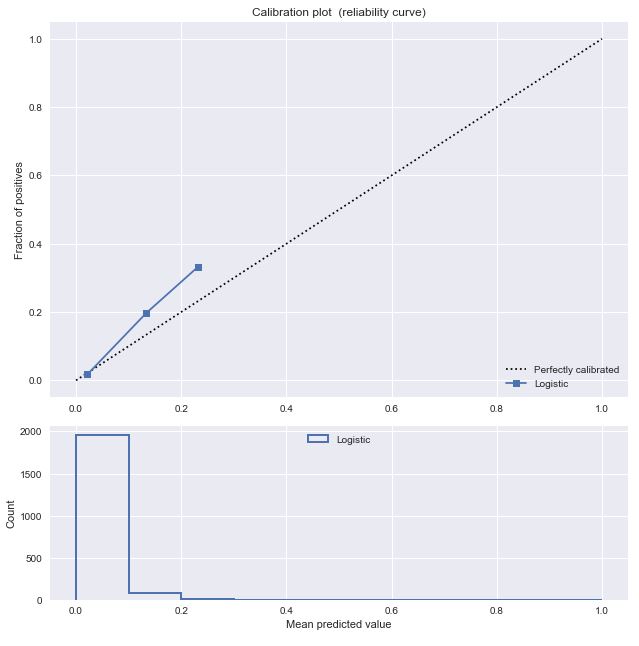 Calibration plot  (reliability curve)
1.0
0.8
0.6
0.4
0.2
0.0
Fraction of positives
Perfectly calibrated
Logistic
0.0 0.2 0.4 0.6 0.8 1.0
Logistic
2000
1500
1000
500
0
Count
0.0 0.2 0.4 0.6 0.8 1.0
Mean predicted value